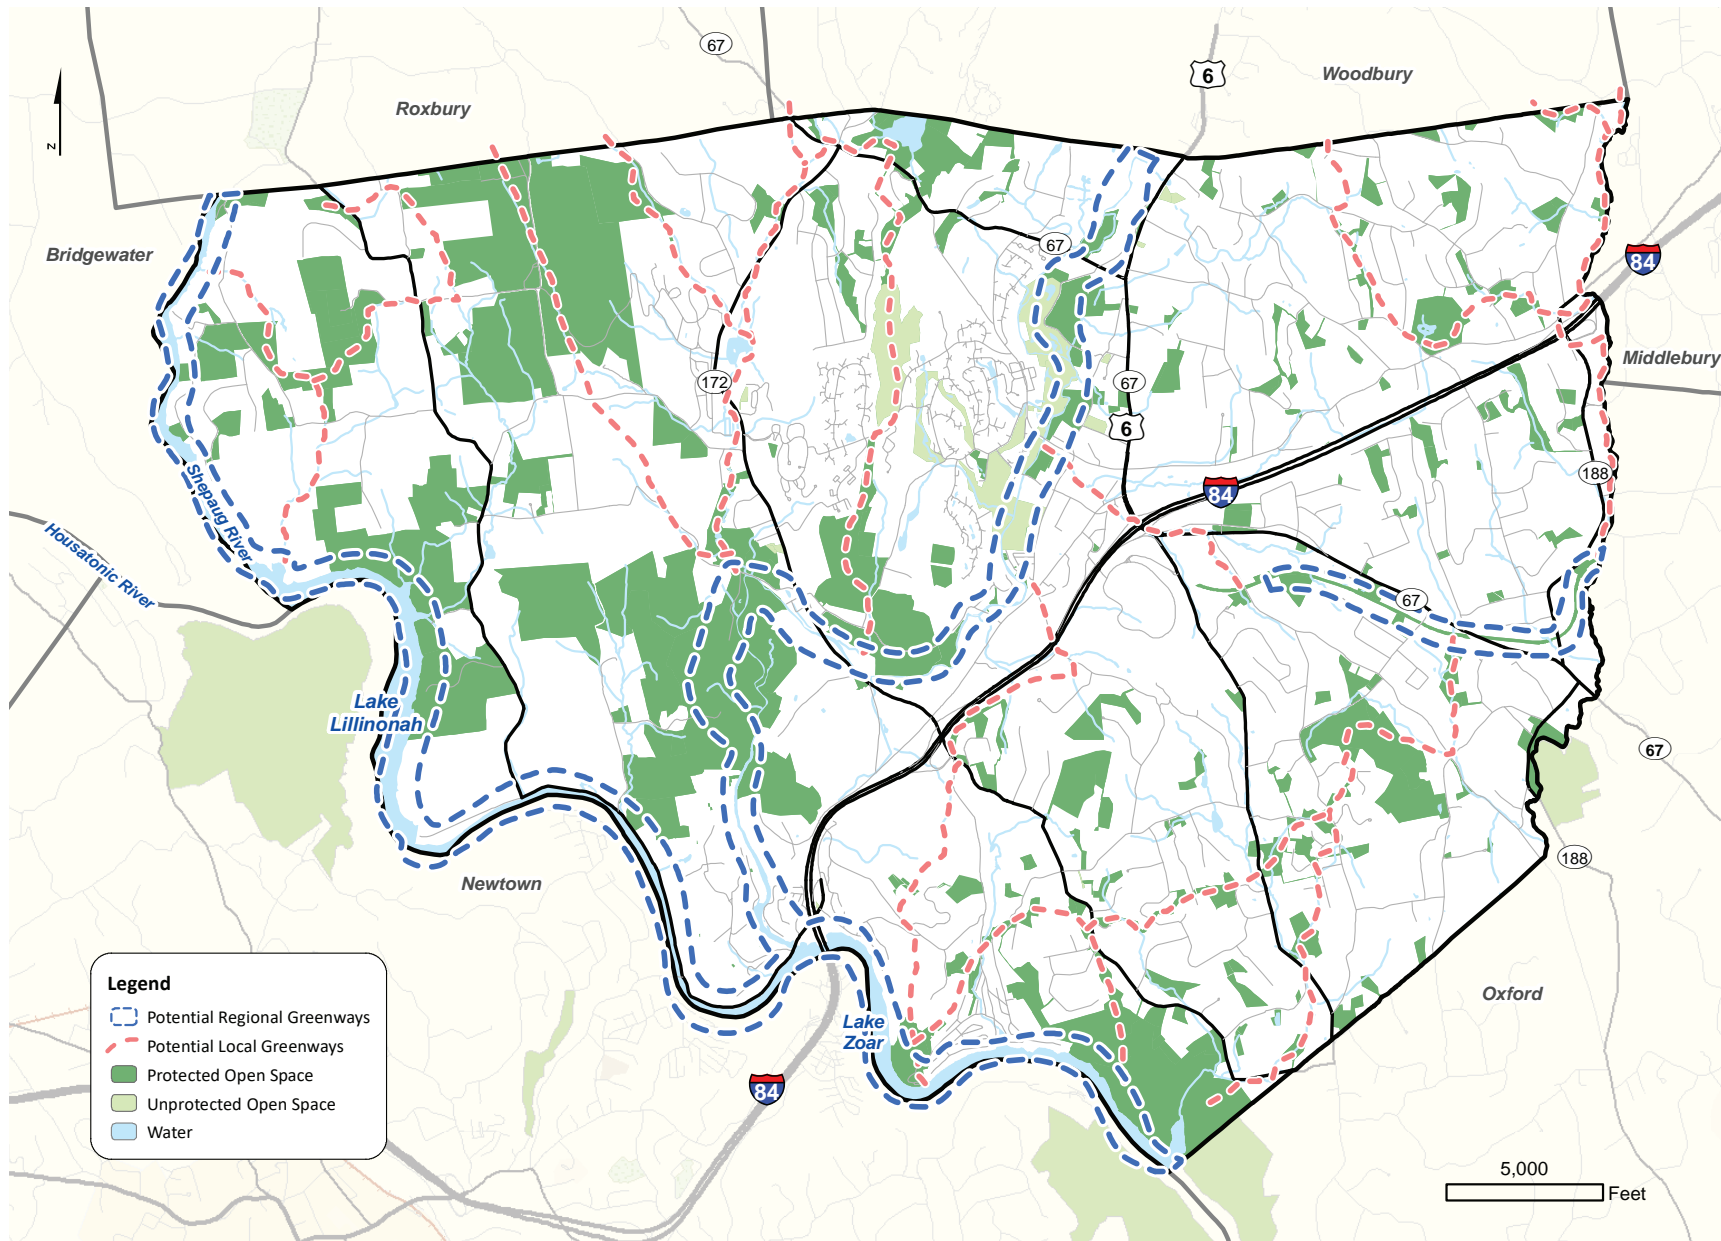 67
6
Woodbury
Roxbury
N
67
Bridgewater
84
Middlebury
172
67
6
188
84
Shepaug River
Housatonic River
67
Lake
Lillinonah
67
188
Newtown
Legend
Potential Regional Greenways
Potential Local Greenways
Protected Open Space
Unprotected Open Space
Water
Oxford
Lake
Zoar
84
5,000
Feet